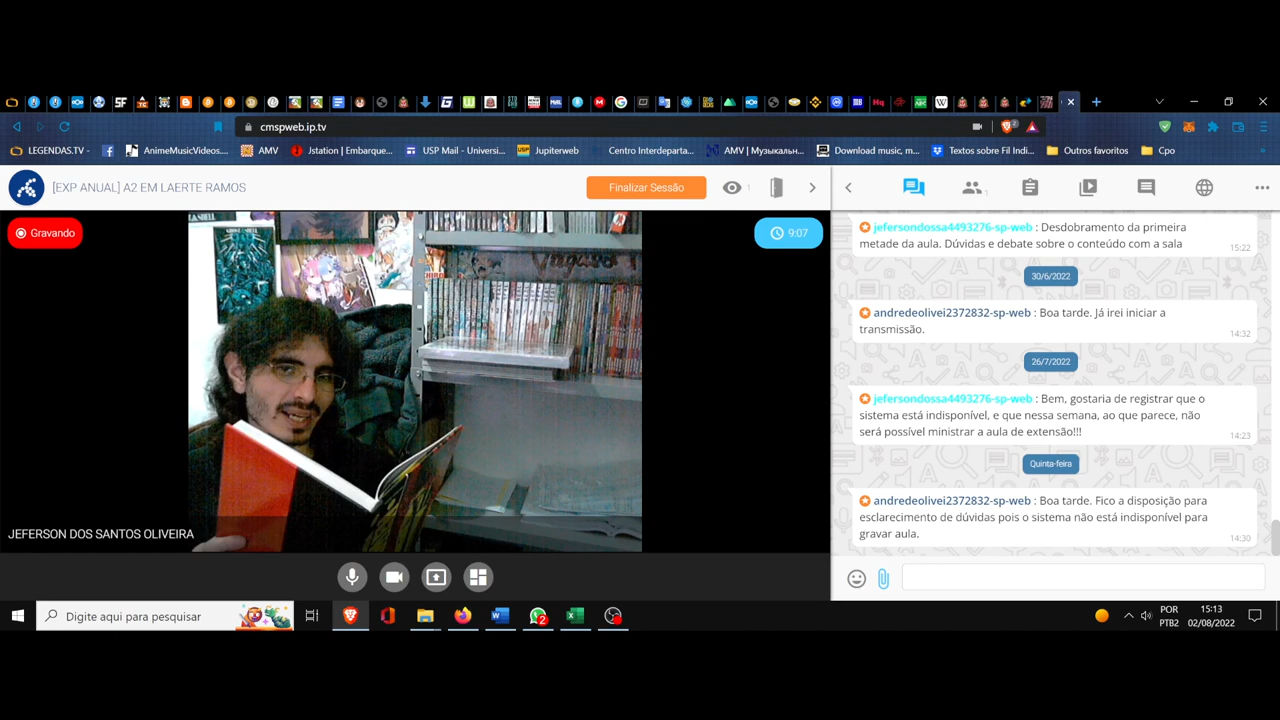 cmspweb.ip.tv
2
LEGENDAS.TV -
AnimeMusicVideos...
AMV
Jstation | Embarque...
USP Mail - Universi...
Jupiterweb
Centro Interdeparta...
AMV | Музыкальн...
Download music, m...
Textos sobre Fil Indi...
Outros favoritos
Cpo
[EXP ANUAL] A2 EM LAERTE RAMOS
Finalizar Sessão
1
1
Gravando
9:07
JEFERSON DOS SANTOS OLIVEIRA
jefersondossa4493276-sp-web : Desdobramento da primeira
metade da aula. Dúvidas e debate sobre o conteúdo com a sala
15:22
30/6/2022
andredeolivei2372832-sp-web : Boa tarde. Já irei iniciar a
transmissão.
14:32
26/7/2022
jefersondossa4493276-sp-web : Bem, gostaria de registrar que o
sistema está indisponível, e que nessa semana, ao que parece, não
será possível ministrar a aula de extensão!!!
14:23
Quinta-feira
andredeolivei2372832-sp-web : Boa tarde. Fico a disposição para
esclarecimento de dúvidas pois o sistema não está indisponível para
gravar aula.
14:30
Digite aqui para pesquisar
2
POR
PTB2
15:13
02/08/2022